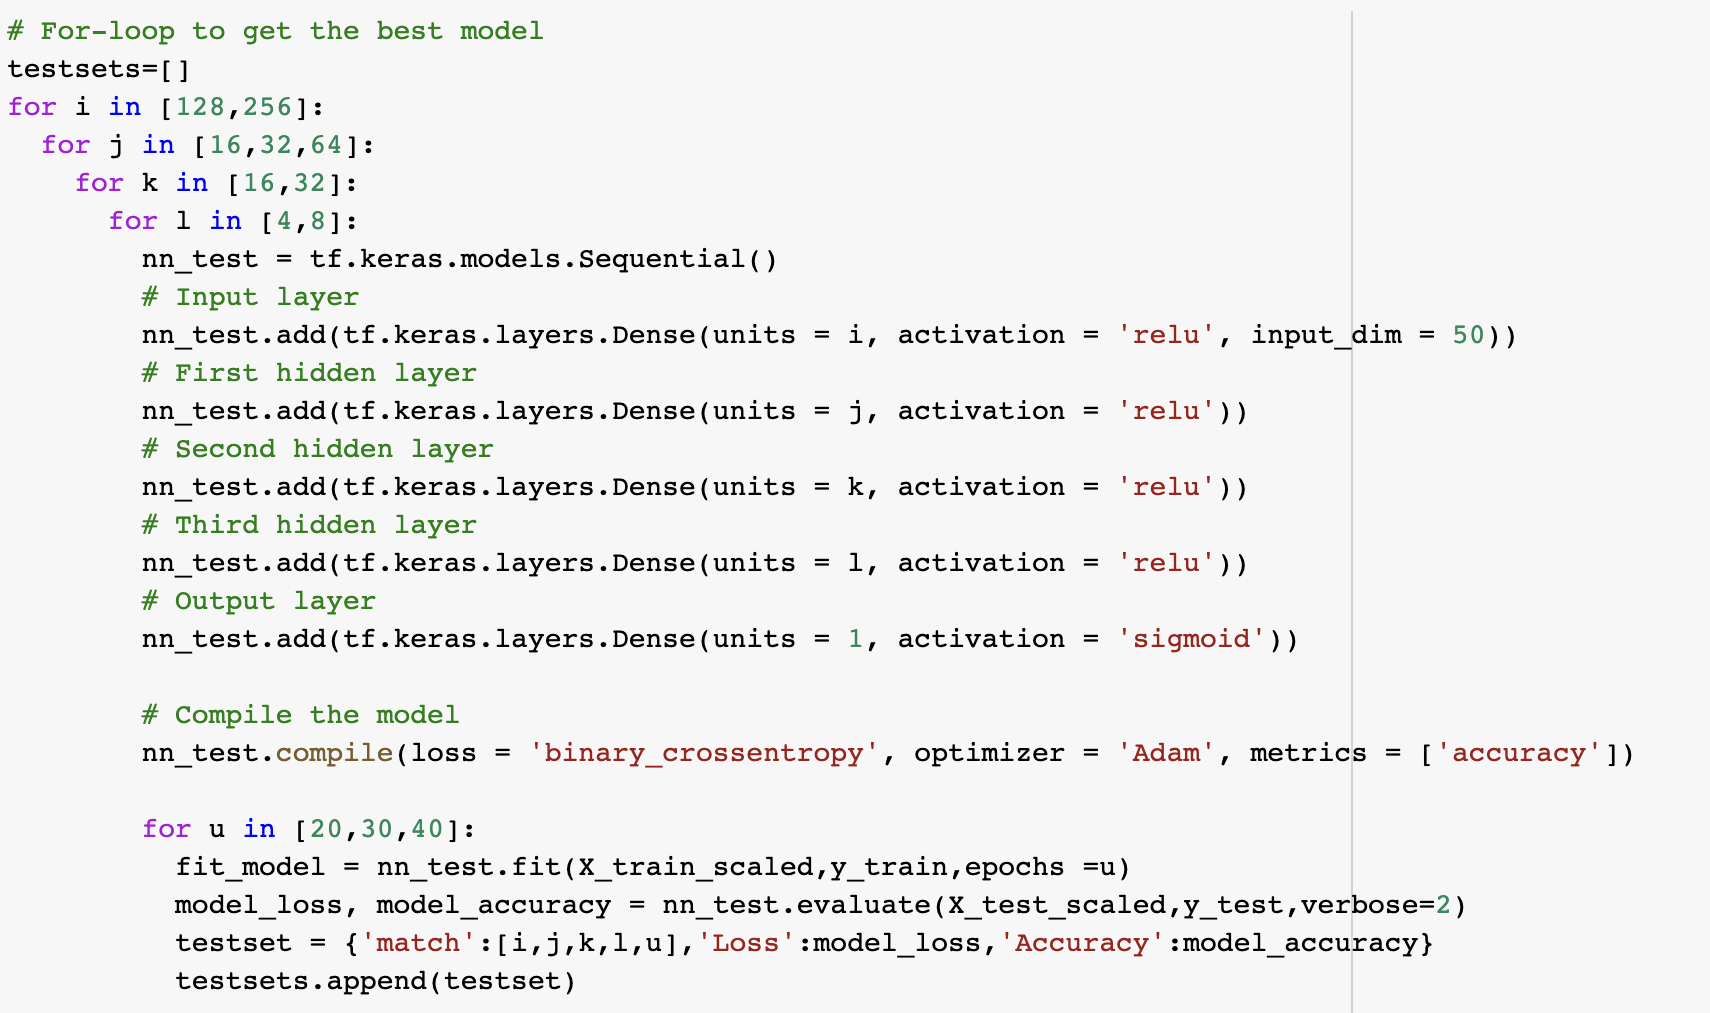 # For-loop to get the best model
testsets=[]
for i in [128,256]:
  for j in [16,32,64]:
    for k in [16,32]:
      for l in [4,8]:
        nn_test = tf.keras.models.Sequential()
        # Input layer
        nn_test.add(tf.keras.layers.Dense(units = i, activation = 'relu', input_dim = 50))
        # First hidden layer
        nn_test.add(tf.keras.layers.Dense(units = j, activation = 'relu'))
        # Second hidden layer
        nn_test.add(tf.keras.layers.Dense(units = k, activation = 'relu'))
        # Third hidden layer
        nn_test.add(tf.keras.layers.Dense(units = l, activation = 'relu'))
        # Output layer
        nn_test.add(tf.keras.layers.Dense(units = 1, activation = 'sigmoid'))

        # Compile the model
        nn_test.compile(loss = 'binary_crossentropy', optimizer = 'Adam', metrics = ['accuracy'])

        for u in [20,30,40]:
          fit_model = nn_test.fit(X_train_scaled,y_train,epochs =u)
          model_loss, model_accuracy = nn_test.evaluate(X_test_scaled,y_test,verbose=2)
          testset = {'match':[i,j,k,l,u],'Loss':model_loss,'Accuracy':model_accuracy}
          testsets.append(testset)